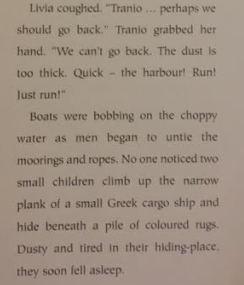 Livia coughed. "Tranio ... perhaps we
should go back." Tranio grabbed her
hand. "We can't go back. The dust is
too thick. Quick – the harbour! Run!
Just run!"
Boats were bobbing on the choppy
water as men began to untie the
moorings and ropes. No one noticed two
small children climb up the narrow
plank of a small Greek cargo ship and
hide beneath a pile of coloured rugs.
Dusty and tired in their hiding-place,
they soon fell asleep.